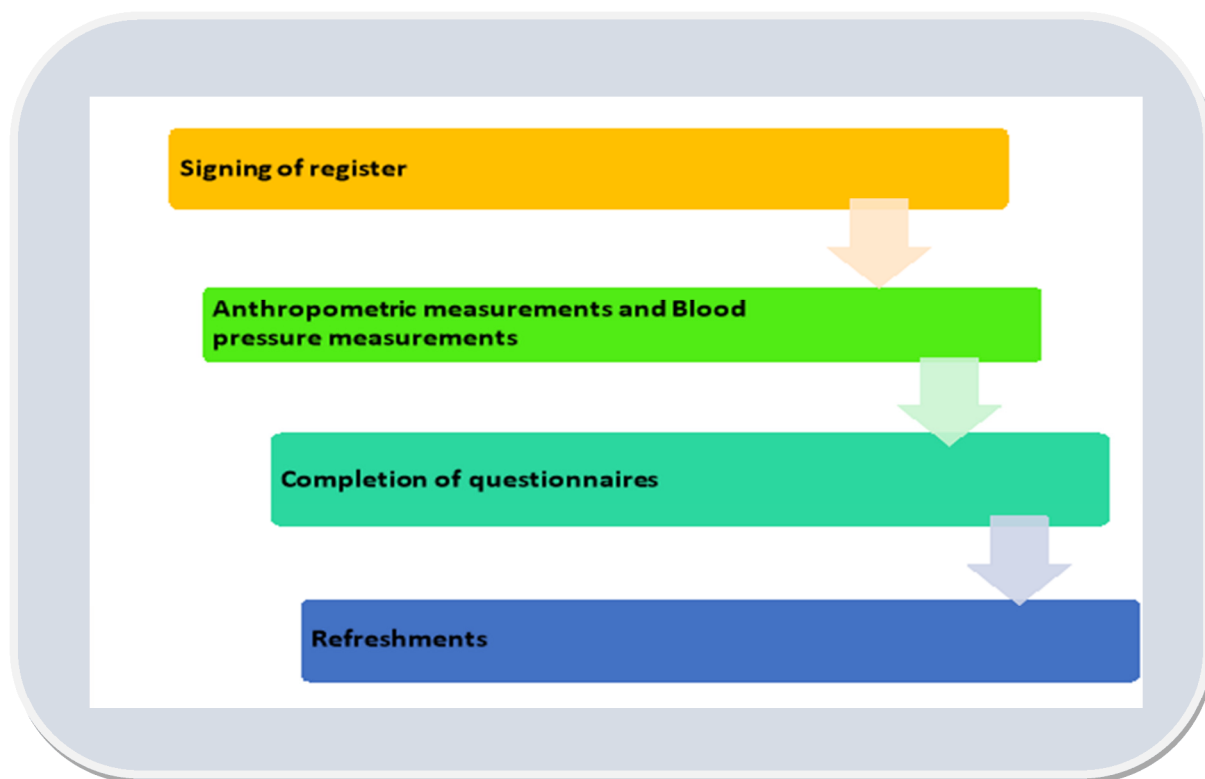 Signing of register
Anthropometric measurements and Blood
pressure measurements
Completion of questionnaires
Refreshments